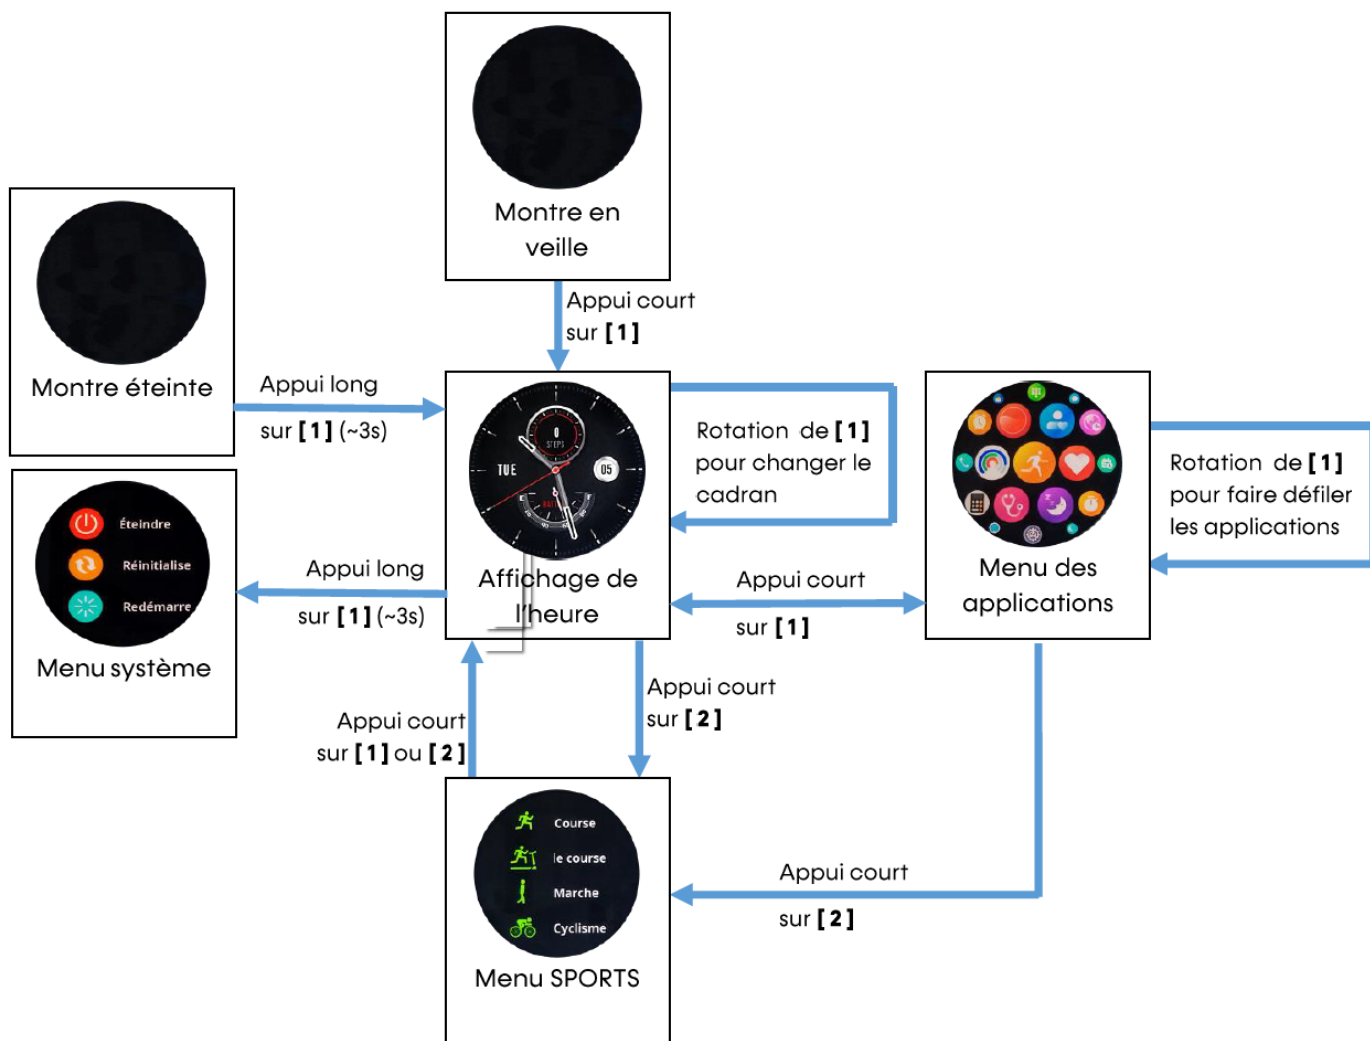 Montre en
veille
Appui court
sur [1]
Montre éteinte
Appui long
sur [1] (~3s)
0
STEPS
TUE
05
Rotation de [1]
pour changer le
cadran
Rotation de [1]
pour faire défiler
les applications
Éteindre
Réinitialise
Redémarre
Menu système
Appui long
sur [1] (~3s)
Affichage de
l'heure
Appui court
sur [1]
Menu des
applications
Appui court
sur [1] ou [2]
Appui court
sur [2]
Course
le course
Marche
Cyclisme
Menu SPORTS
Appui court
sur [2]